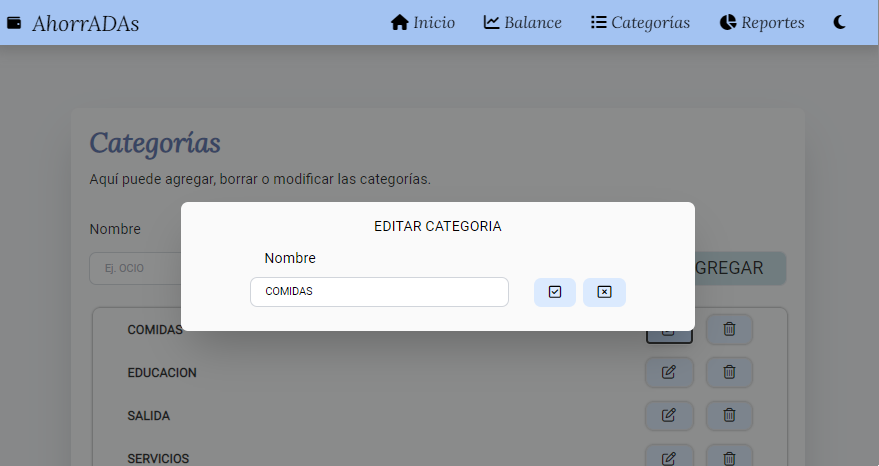 AhorrADAs
Inicio
Balance
Categorías
Reportes
Categorías
Aquí puede agregar, borrar o modificar las categorías.
Nombre
Ej. OCIO
EDITAR CATEGORIA
Nombre
COMIDAS
COMIDAS
EDUCACION
SALIDA
SERVICIOS